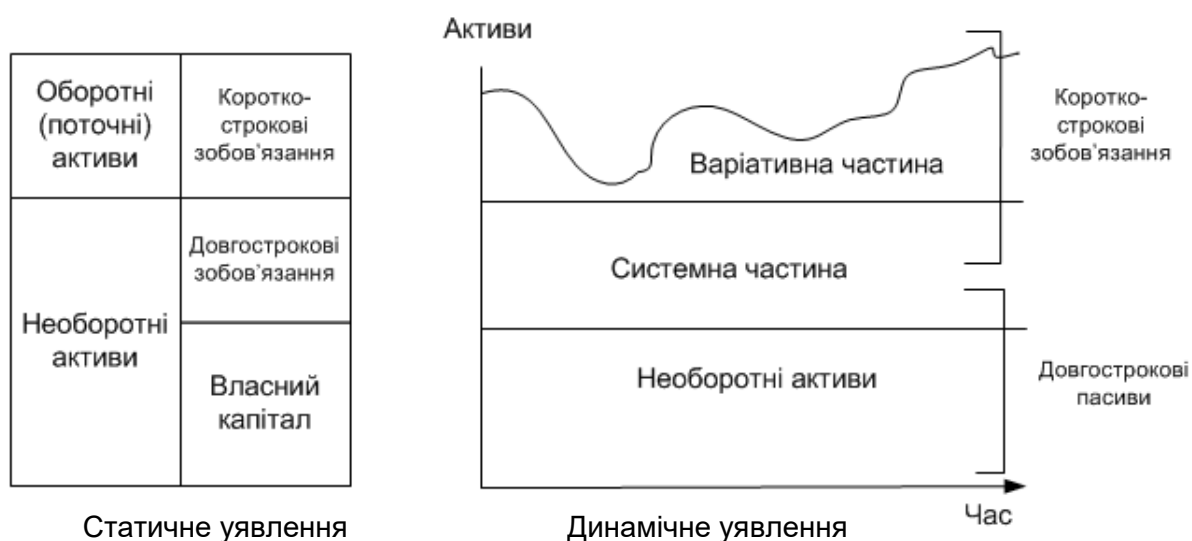 Оборотні
(поточні)
активи
Коротко-
строкові
зобов'язання
Необоротні
активи
Довгострокові
зобов'язання
Власний
капітал
Статичне уявлення
Активи
Варіативна частина
Системна частина
Необоротні активи
Коротко-
строкові
зобов'язання
Довгострокові
пасиви
Час
Динамічне уявлення